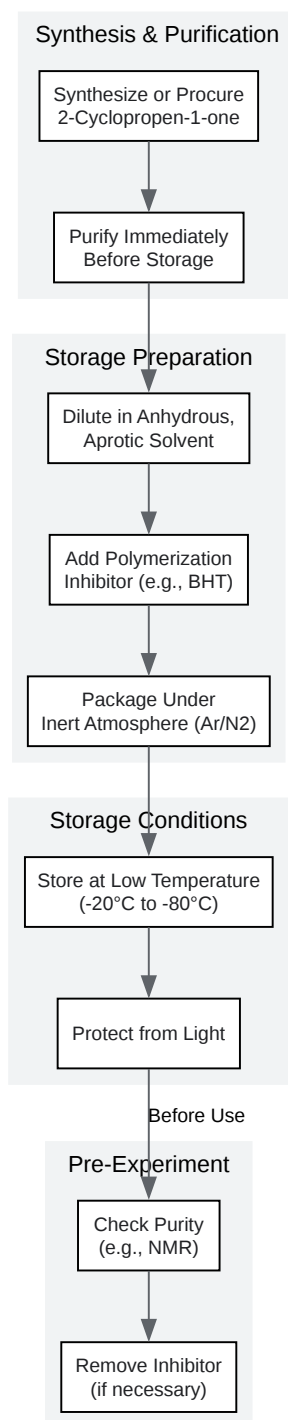 Synthesis & Purification
Synthesize or Procure
2-Cyclopropen-1-one
Purify Immediately
Before Storage
Storage Preparation
Dilute in Anhydrous,
Aprotic Solvent
Add Polymerization
Inhibitor (e.g., BHT)
Package Under
Inert Atmosphere (Ar/N2)
Storage Conditions
Store at Low Temperature
(-20°C to -80°C)
Protect from Light
Before Use
Pre-Experiment
Check Purity
(e.g., NMR)
Remove Inhibitor
(if necessary)